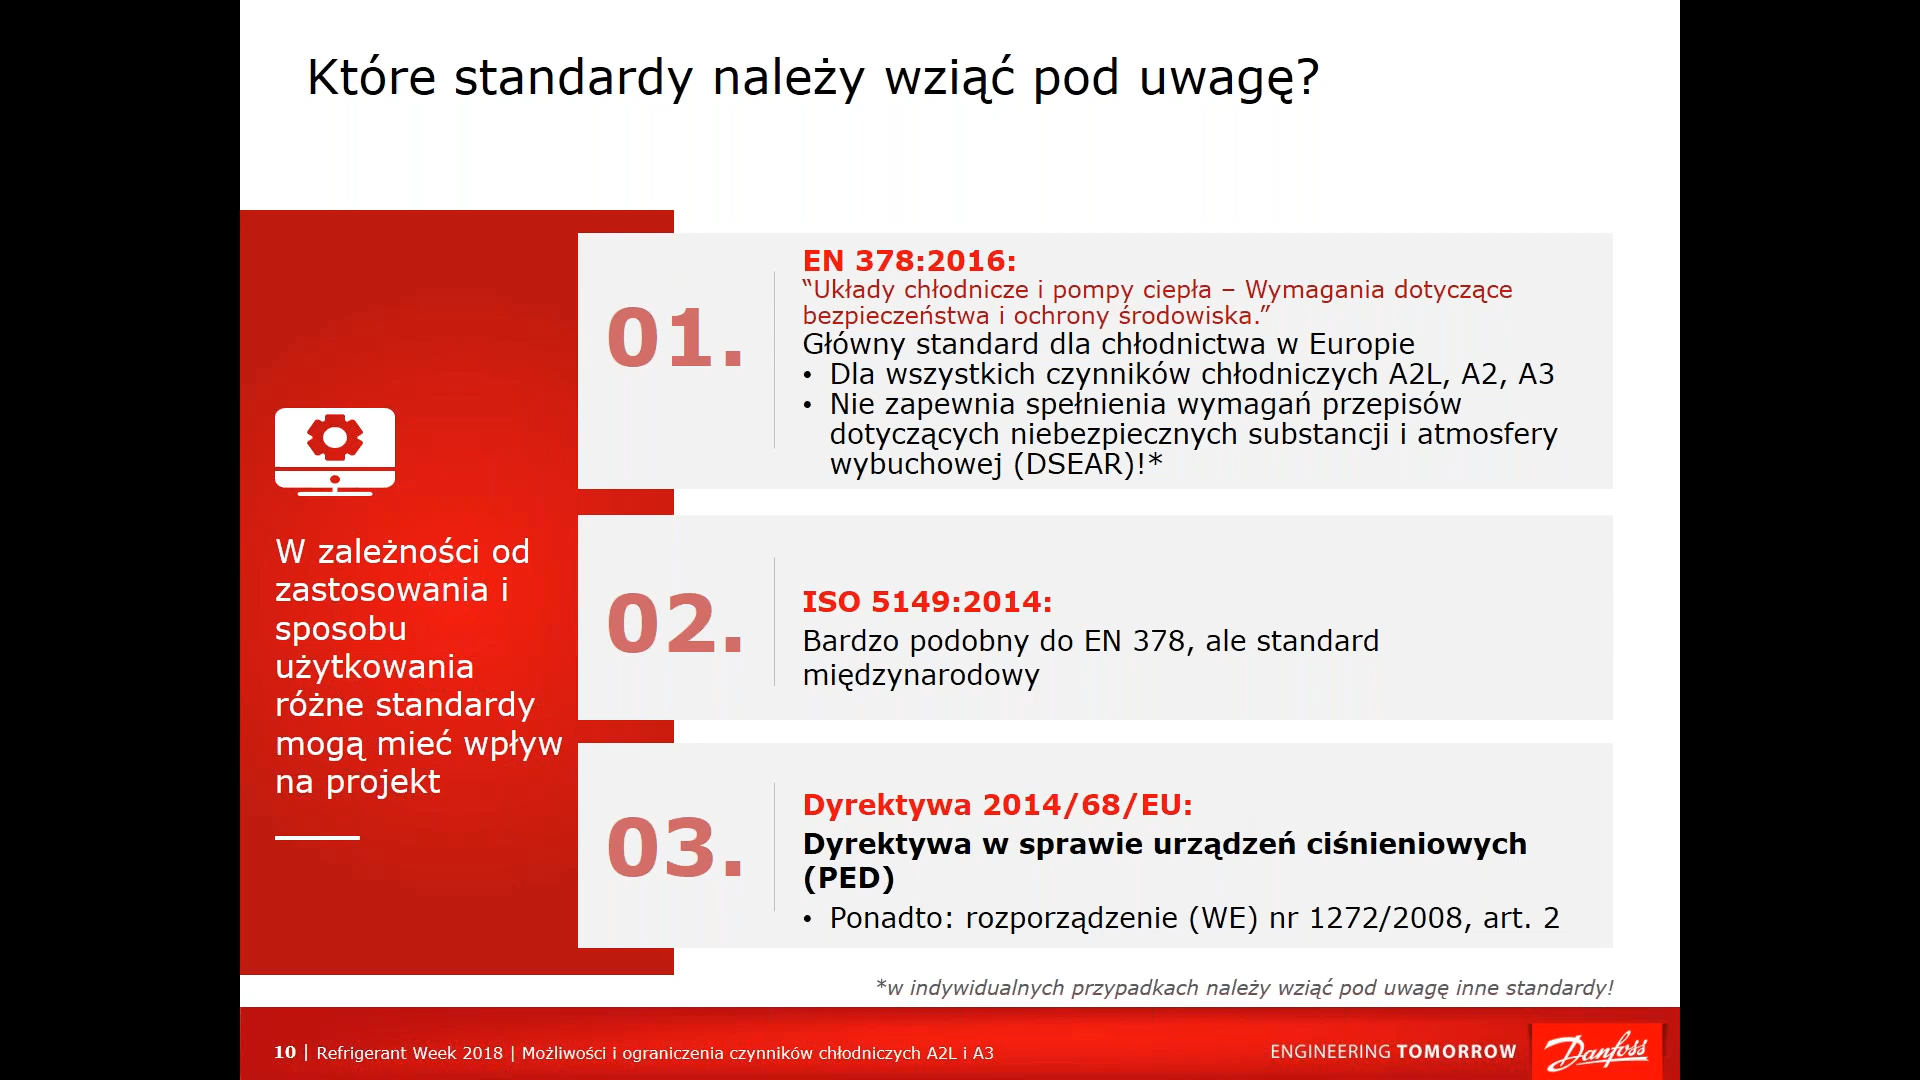 Które standardy należy wziąć pod uwagę?
W zależności od
zastosowania i
sposobu
użytkowania
różne standardy
mogą mieć wpływ
na projekt
01.
EN 378:2016:
“Układy chłodnicze i pompy ciepła – Wymagania dotyczące
bezpieczeństwa i ochrony środowiska.”
Główny standard dla chłodnictwa w Europie
• Dla wszystkich czynników chłodniczych A2L, A2, A3
• Nie zapewnia spełnienia wymagań przepisów
dotyczących niebezpiecznych substancji i atmosfery
wybuchowej (DSEAR)!*
02.
ISO 5149:2014:
Bardzo podobny do EN 378, ale standard
międzynarodowy
03.
Dyrektywa 2014/68/EU:
Dyrektywa w sprawie urządzeń ciśnieniowych
(PED)
• Ponadto: rozporządzenie (WE) nr 1272/2008, art. 2
*w indywidualnych przypadkach należy wziąć pod uwagę inne standardy!
10 | Refrigerant Week 2018 | Możliwości i ograniczenia czynników chłodniczych A2L i A3
ENGINEERING TOMORROW
Danfoss